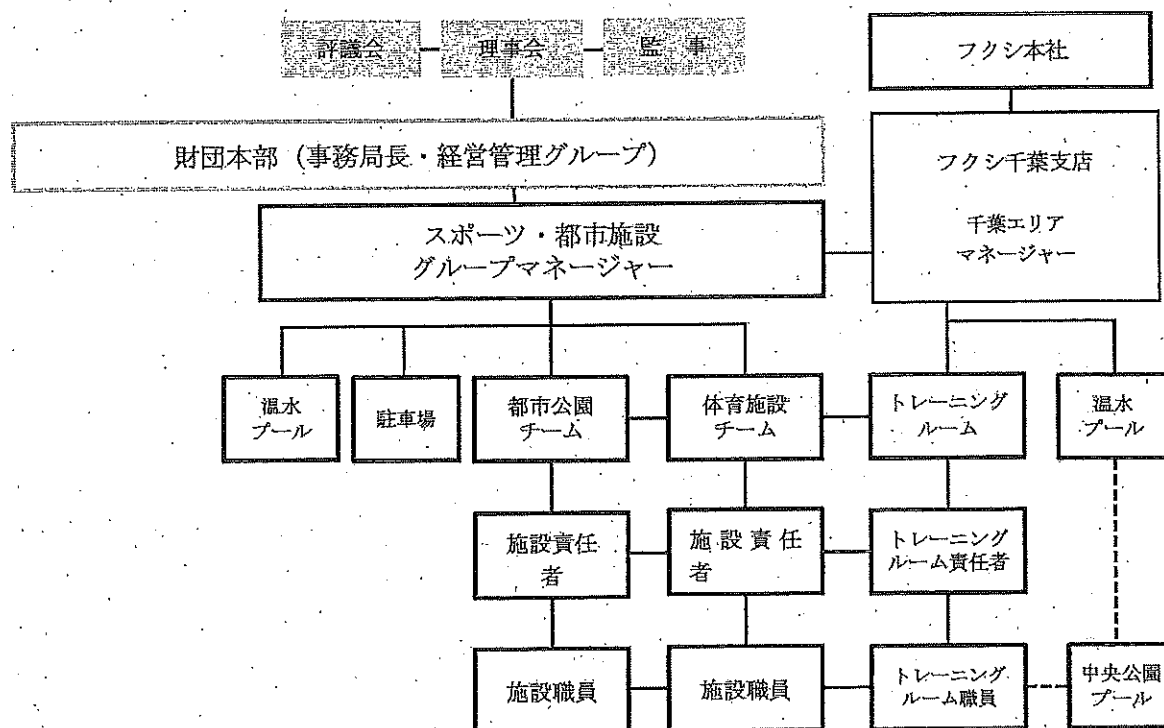 評議会
理事会
監事
フクシ本社
財団本部（事務局長・経営管理グループ）
フクシ千葉支店
千葉エリア
マネージャー
スポーツ・都市施設
グループマネージャー
温水
プール
駐車場
都市公園
チーム
体育施設
チーム
トレーニング
ルーム
温水
プール
施設責任
者
施設責任
者
トレーニング
ルーム責任者
施設職員
施設職員
トレーニング
ルーム職員
中央公園
プール